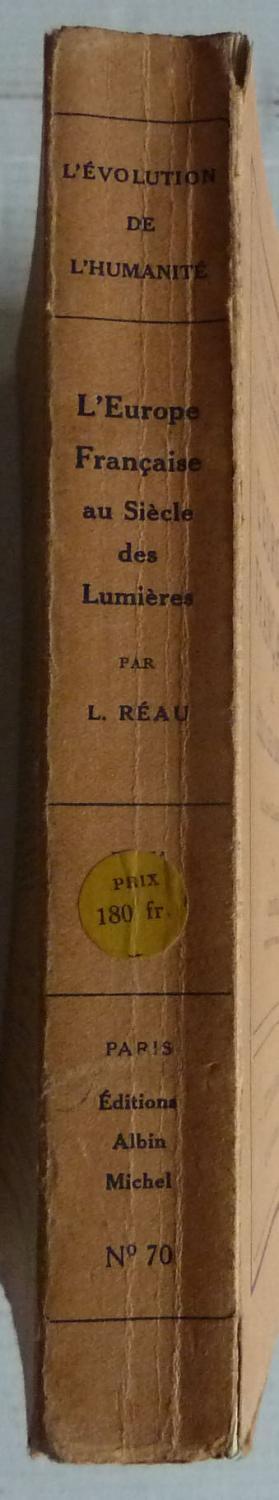 L'ÉVOLUTION
DE
L'HUMANITÉ
L'Europe
Française
au Siècle
des
Lumières
PAR
L. RÉAU
PRIX
180 fr.
PARIS
Éditions
Albin
Michel
Nº 70